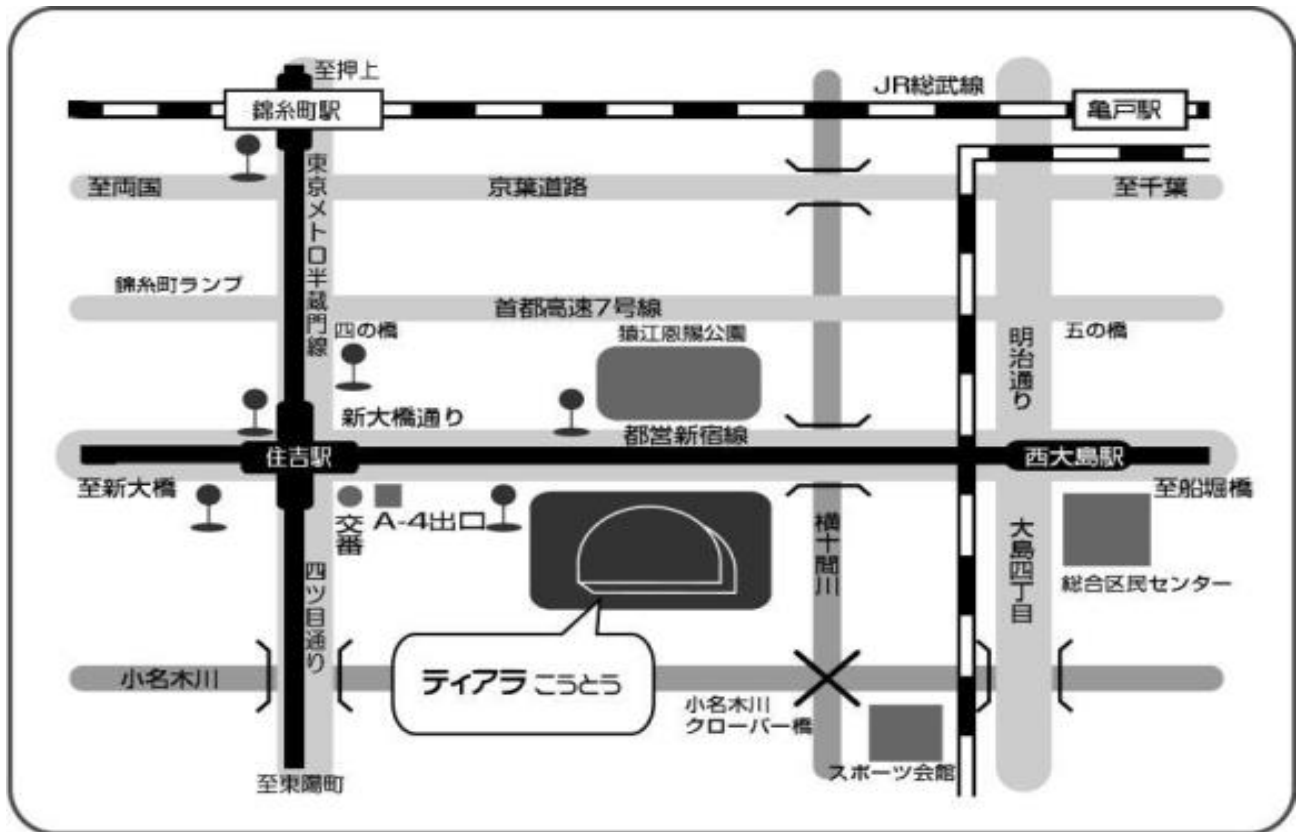 至押上
JR総武線
錦糸町駅
亀戸駅
東京メトロ半蔵門線
至両国
京葉道路
至千葉
錦糸町ランプ
首都高速7号線
四の橋
猿江恩賜公園
明治通り
五の橋
新大橋通り
都営新宿線
住吉駅
西大島駅
至新大橋
至船堀橋
交番
A-4出口
横十間川
大島四丁目
四ツ目通り
総合区民センター
小名木川
ティアラ こうとう
小名木川
クローバー橋
スポーツ会館
至東陽町